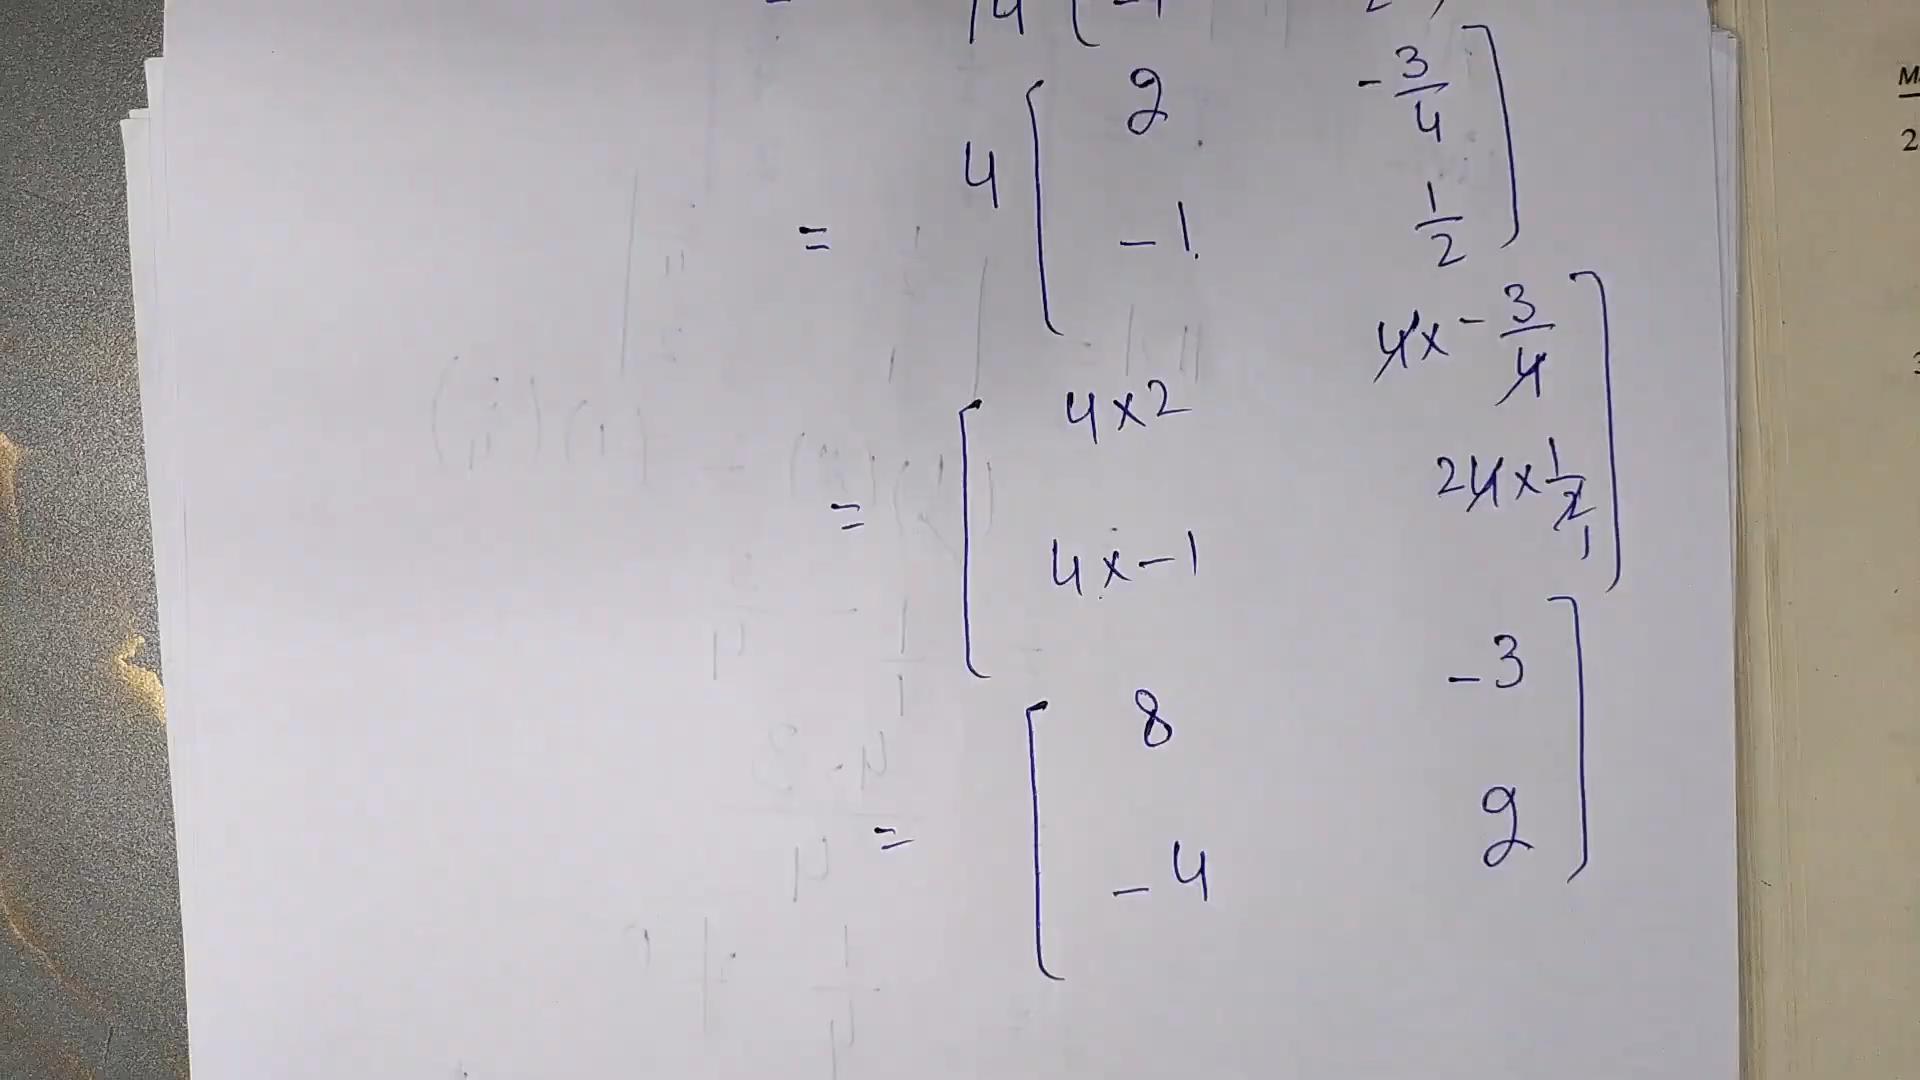 = 4 [ 2 -3/4
-1 1/2 ]
= [ 4×2 4×-3/4
4×-1 2 4×1/2 1 ]
= [ 8 -3
-4 2 ]